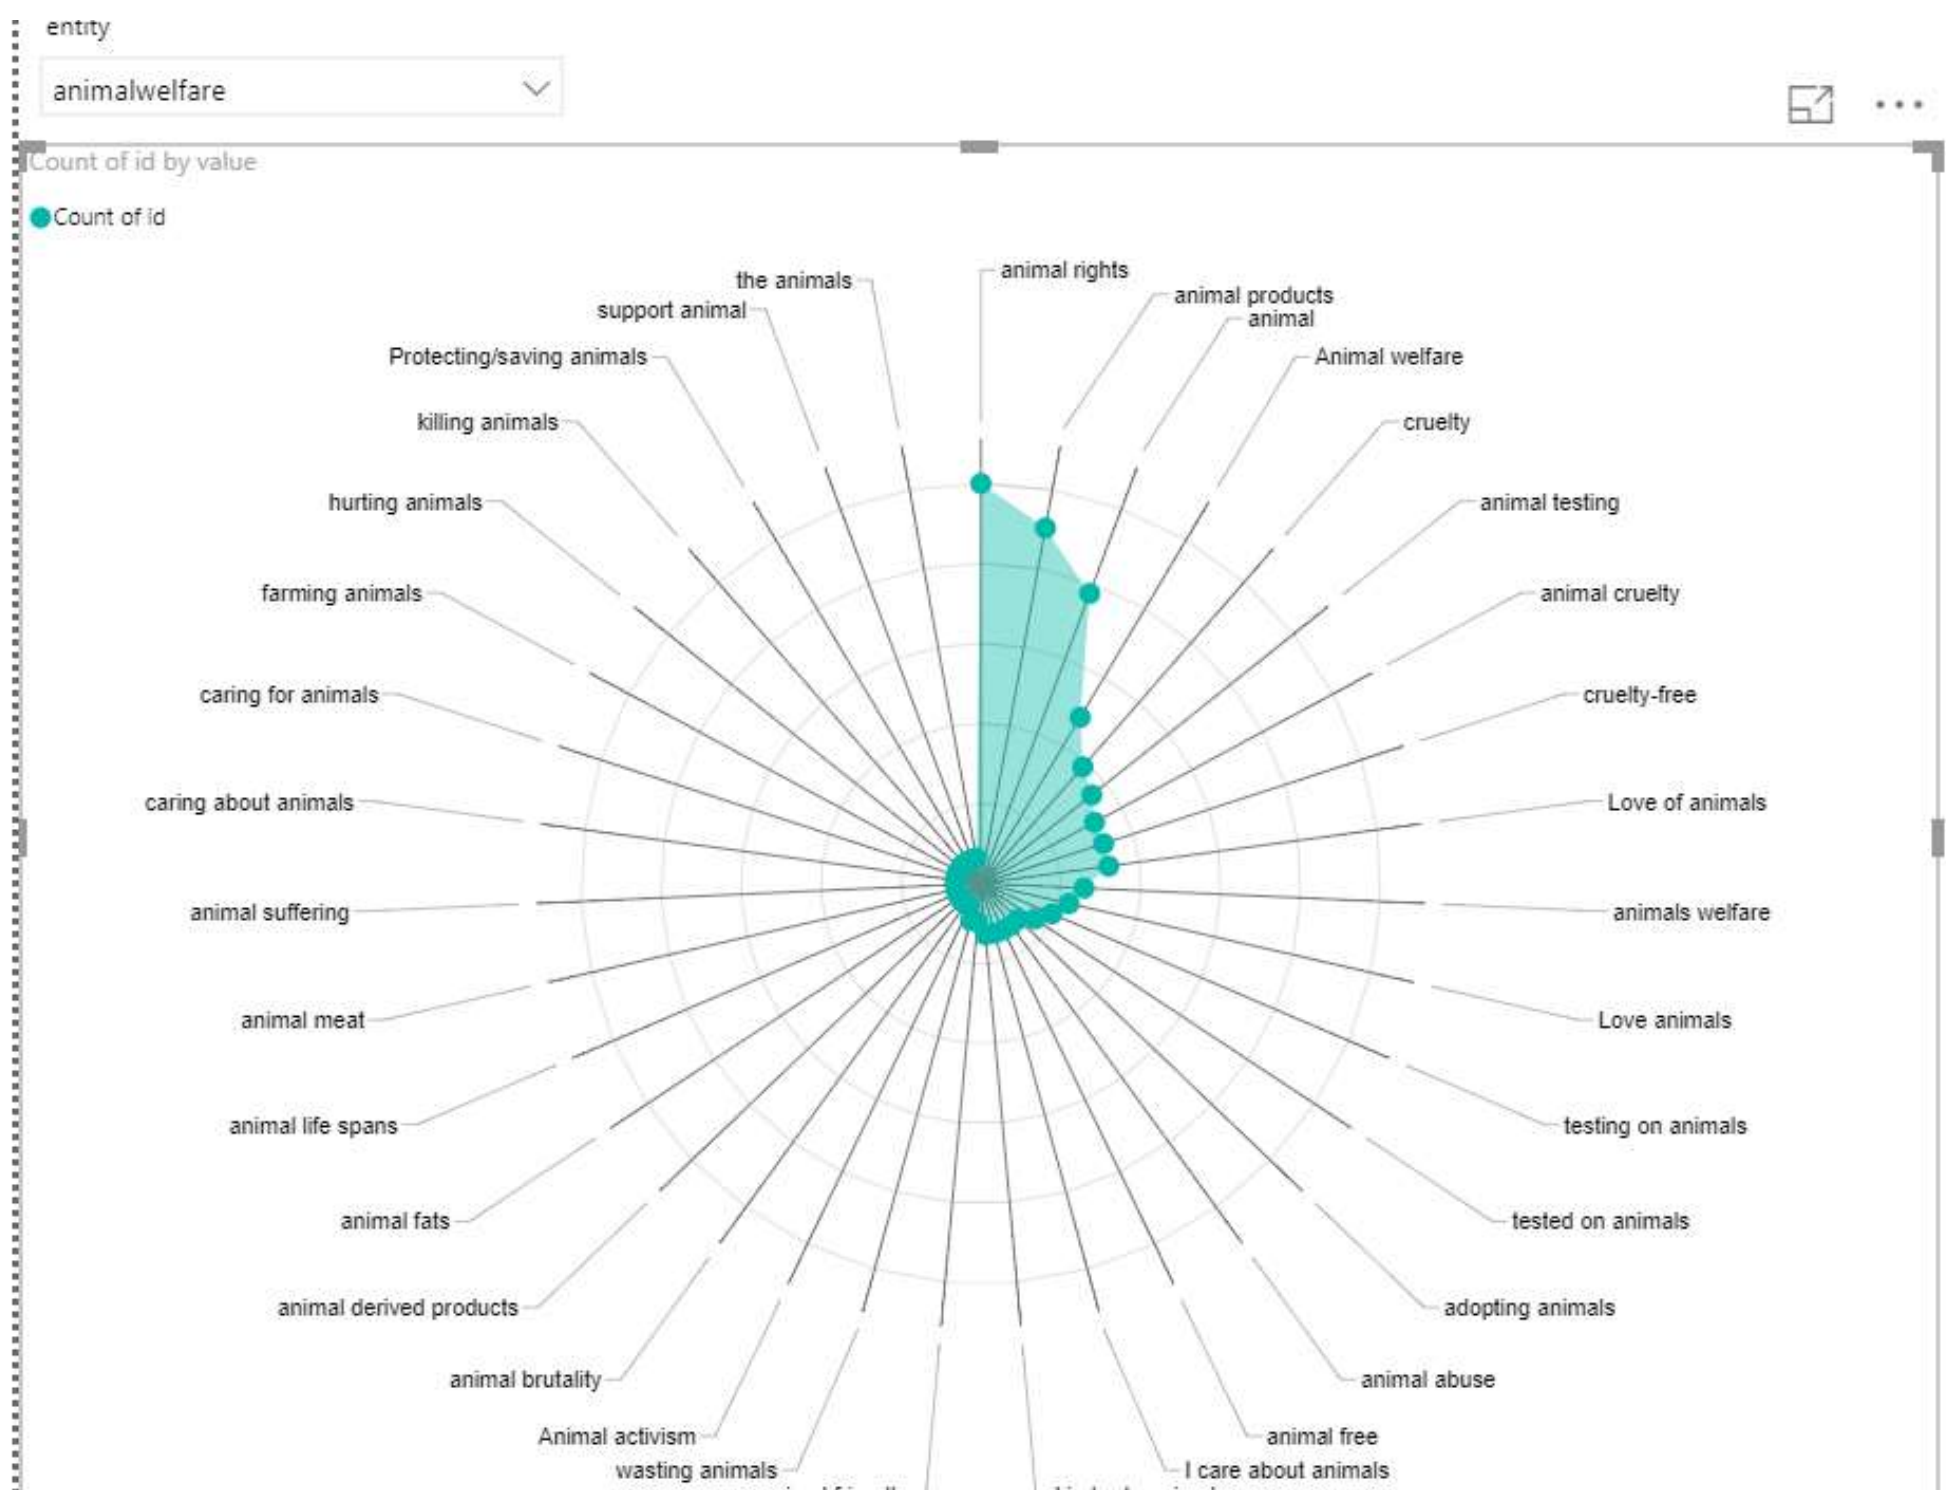 entity
animalwelfare
Count of id by value
Count of id
animal rights
animal products
animal
Animal welfare
cruelty
animal testing
animal cruelty
cruelty-free
Love of animals
animals welfare
Love animals
testing on animals
tested on animals
adopting animals
animal abuse
animal free
I care about animals
wasting animals
Animal activism
animal brutality
animal derived products
animal fats
animal life spans
animal meat
animal suffering
caring about animals
caring for animals
farming animals
hurting animals
killing animals
Protecting/saving animals
support animal
the animals